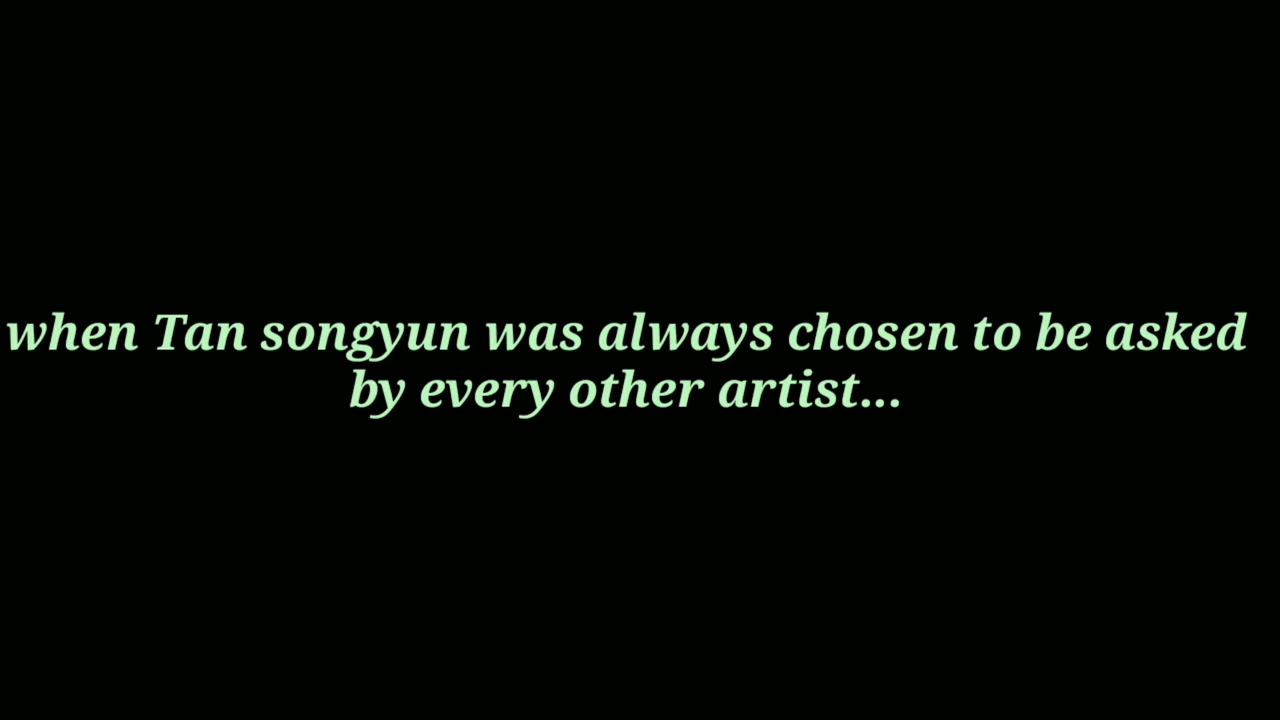 when Tan songyun was always chosen to be asked
by every other artist...